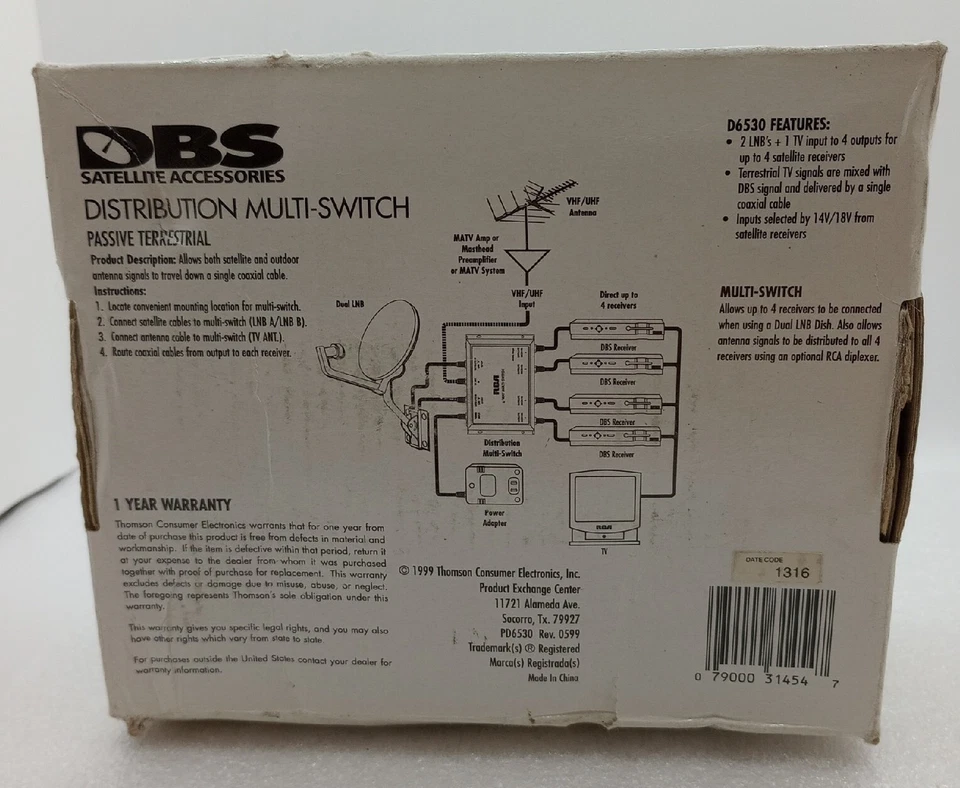 DBS
SATELLITE ACCESSORIES
DISTRIBUTION MULTI-SWITCH
PASSIVE TERRESTRIAL
Product Description: Allows both satellite and outdoor
antenna signals to travel down a single coaxial cable.
Instructions:
1. Locate convenient mounting location for multi-switch.
2. Connect satellite cables to multi-switch (LNB A/LNB B).
3. Connect antenna cable to multi-switch (TV ANT.).
4. Route coaxial cables from output to each receiver.
Dual LNB
VHF/UHF
Antenna
MATV Amp or
Masthead
Preamplifier
or MATV System
VHF/UHF
Input
Direct up to
4 receivers
DBS Receiver
DBS Receiver
DBS Receiver
DBS Receiver
RCA
Distribution
Multi-Switch
Power
Adapter
RCA
TV
D6530 FEATURES:
• 2 LNB's + 1 TV input to 4 outputs for
up to 4 satellite receivers
• Terrestrial TV signals are mixed with
DBS signal and delivered by a single
coaxial cable
• Inputs selected by 14V/18V from
satellite receivers
MULTI-SWITCH
Allows up to 4 receivers to be connected
when using a Dual LNB Dish. Also allows
antenna signals to be distributed to all 4
receivers using an optional RCA diplexer.
1 YEAR WARRANTY
Thomson Consumer Electronics warrants that for one year from
date of purchase this product is free from defects in material and
workmanship. If the item is defective within that period, return it
at your expense to the dealer from whom it was purchased
together with proof of purchase for replacement. This warranty
excludes defects or damage due to misuse, abuse, or neglect.
The foregoing represents Thomson's sole obligation under this
warranty.
This warranty gives you specific legal rights, and you may also
have other rights which vary from state to state
For purchases outside the United States contact your dealer for
warranty information.
© 1999 Thomson Consumer Electronics, Inc.
Product Exchange Center
11721 Alameda Ave.
Socorro, Tx. 79927
PD6530 Rev. 0599
Trademark(s) ® Registered
Marca(s) Registrada(s)
Made In China
DATE CODE
1316
0 79000 31454 7